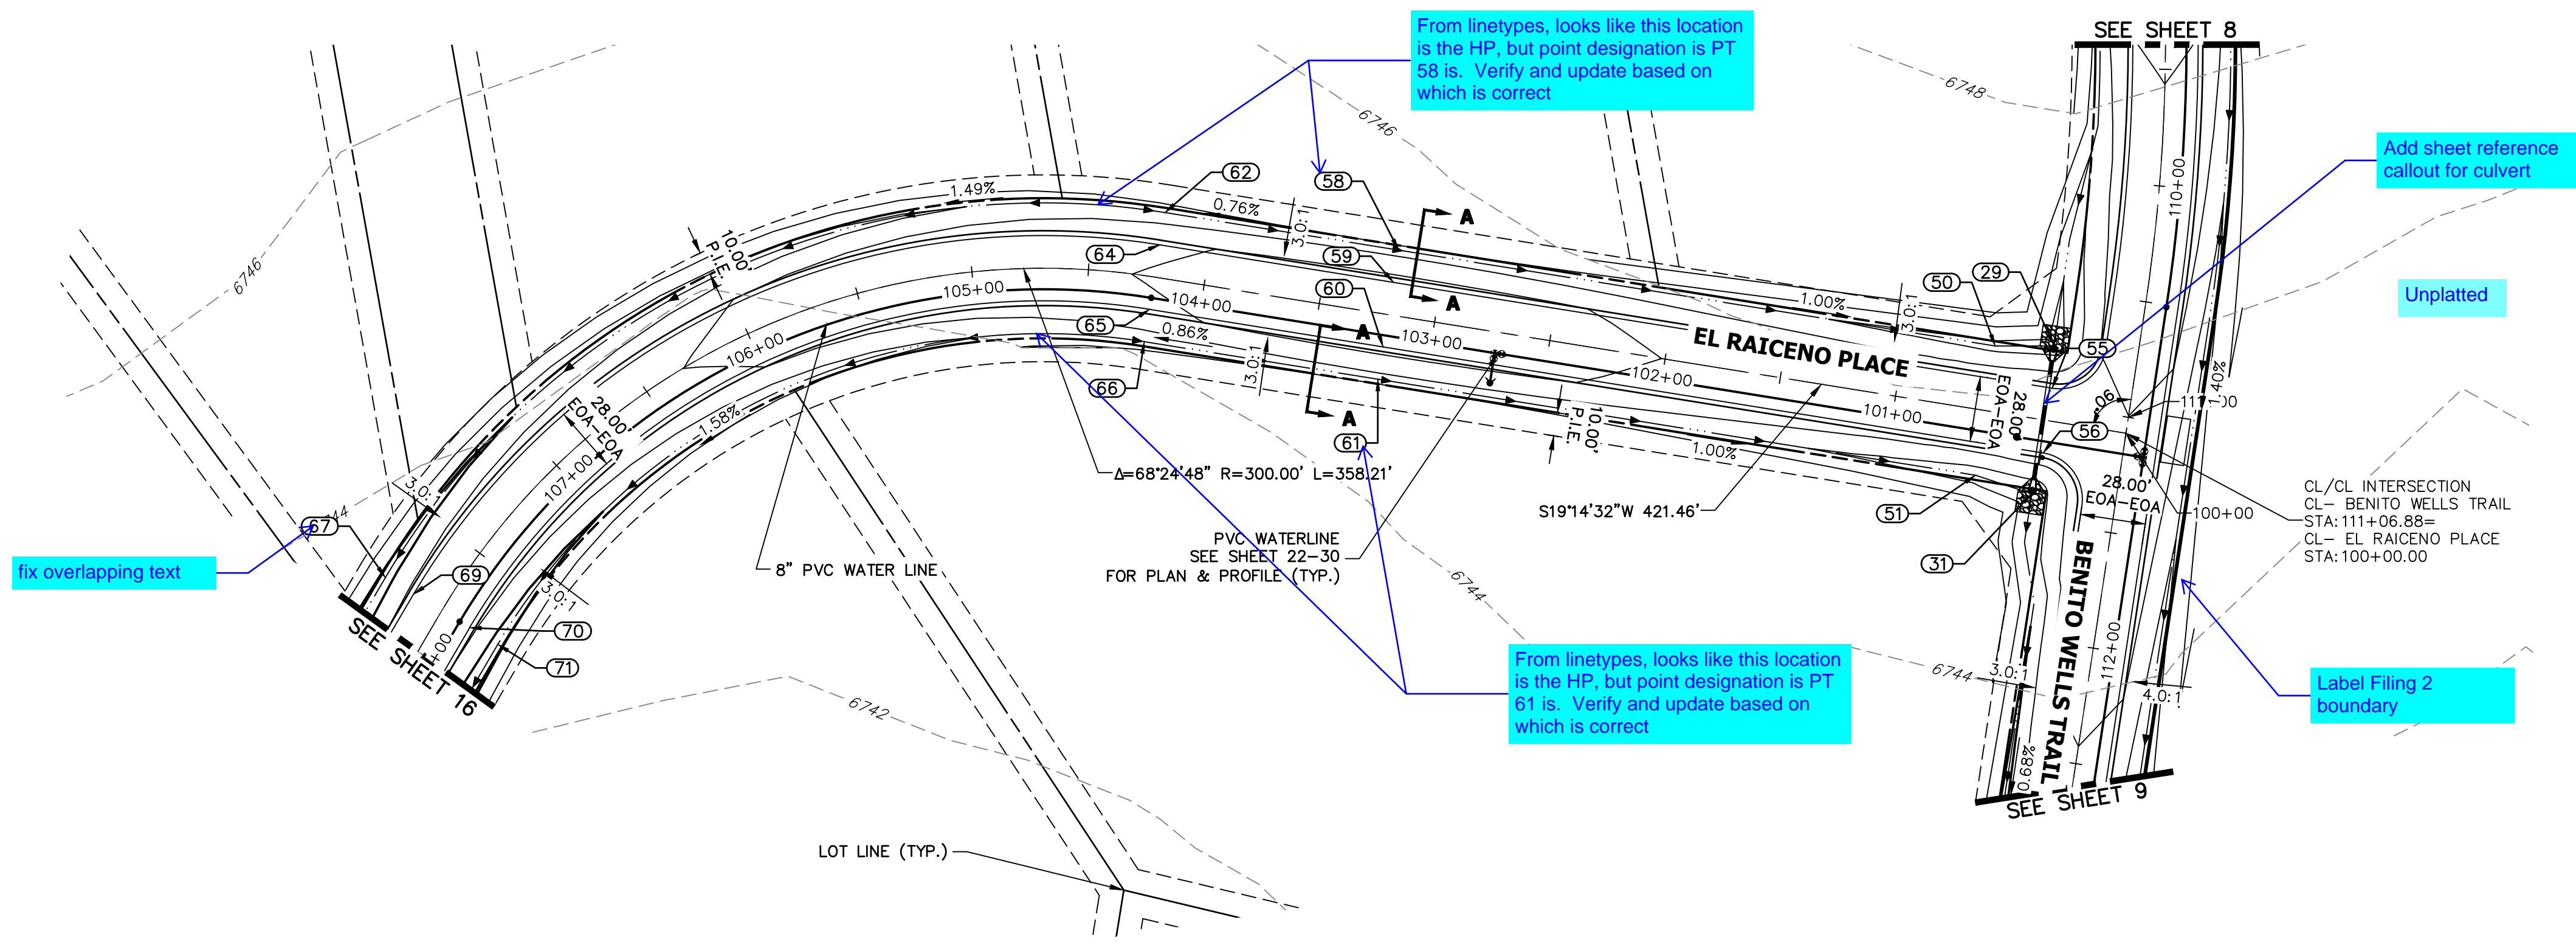 From linetypes, looks like this location
is the HP, but point designation is PT
58 is.  Verify and update based on
which is correct
SEE SHEET 8
Add sheet reference
callout for culvert
Unplatted
6748
6746
6746
110+00
62
58
1.49%
0.76%
3.0:1
A
A
10.00'
P.I.E.
64
59
60
50
29
1.00%
3.0:1
105+00
104+00
103+00
102+00
101+00
106+00
107+00
65
0.86%
A
A
EL RAICENO PLACE
55
28.00'
EOA-EOA
3.0:1
66
61
1.58%
28.00'
EOA-EOA
56
10.00'
P.I.E.
1.00%
Δ=68°24'48" R=300.00' L=358.21'
S19°14'32"W 421.46'
3.0:1
67
fix overlapping text
PVC WATERLINE
SEE SHEET 22-30
FOR PLAN & PROFILE (TYP.)
8" PVC WATER LINE
69
3.0:1
70
71
SEE SHEET 16
6744
51
31
28.00'
EOA-EOA
100+00
CL/CL INTERSECTION
CL- BENITO WELLS TRAIL
STA:111+06.88=
CL- EL RAICENO PLACE
STA:100+00.00
BENITO WELLS TRAIL
112+00
From linetypes, looks like this location
is the HP, but point designation is PT
61 is.  Verify and update based on
which is correct
6744
3.0:1
4.0:1
Label Filing 2
boundary
6742
0.68%
SEE SHEET 9
LOT LINE (TYP.)